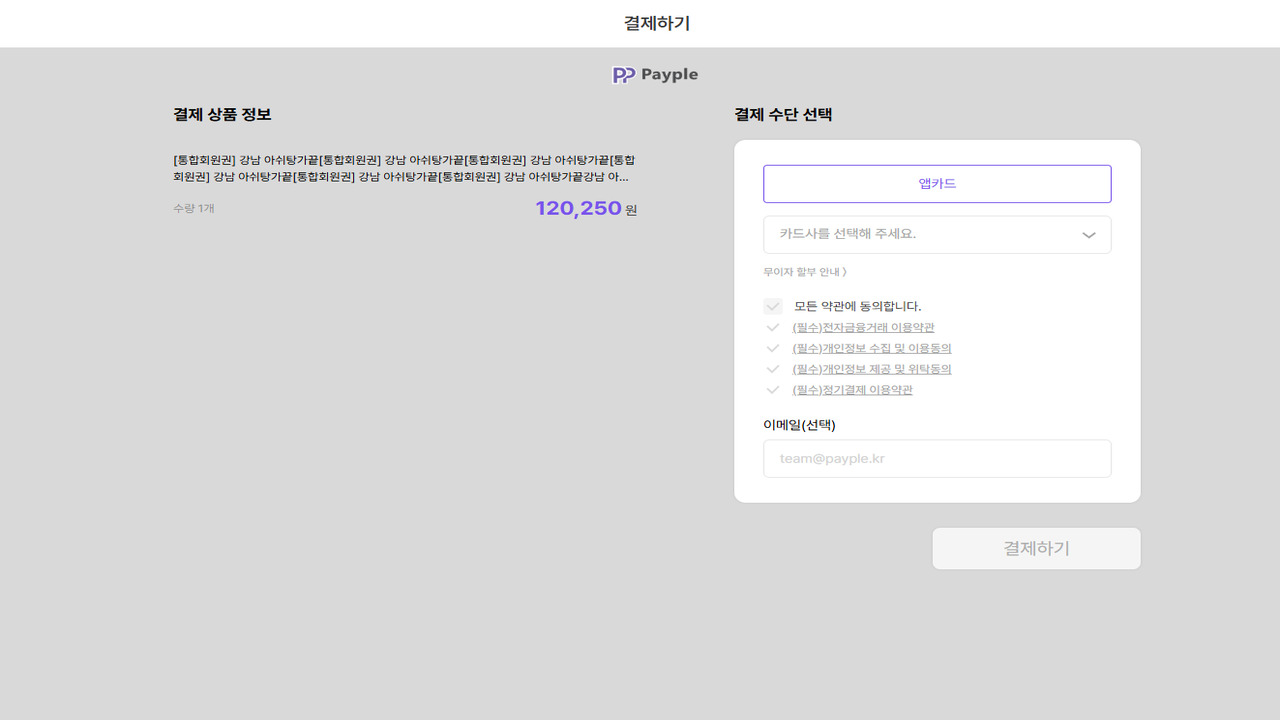 결제하기
Payple
결제 상품 정보
[통합회원권] 강남 아쉬탕가끝[통합회원권] 강남 아쉬탕가끝[통합회원권] 강남 아쉬탕가끝[통합
회원권] 강남 아쉬탕가끝[통합회원권] 강남 아쉬탕가끝[통합회원권] 강남 아쉬탕가끝강남 아...
수량 1개
120,250 원
결제 수단 선택
앱카드
카드사를 선택해 주세요.
무이자 할부 안내 〉
모든 약관에 동의합니다.
(필수)전자금융거래 이용약관
(필수)개인정보 수집 및 이용동의
(필수)개인정보 제공 및 위탁동의
(필수)정기결제 이용약관
이메일(선택)
team@payple.kr
결제하기